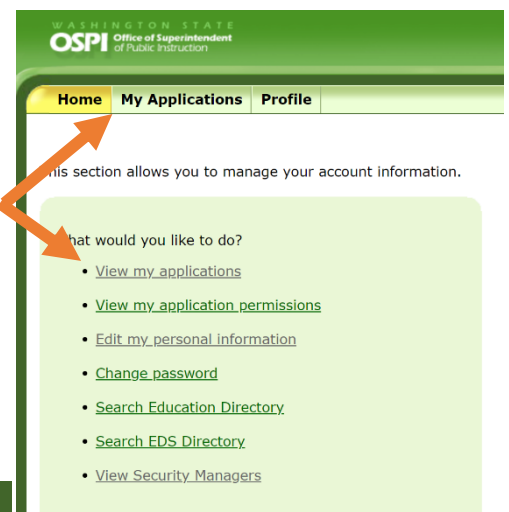 WASHINGTON STATE
OSPI Office of Superintendent
of Public Instruction
Home My Applications Profile
section allows you to manage your account information.
would you like to do?
• View my applications
• View my application permissions
• Edit my personal information
• Change password
• Search Education Directory
• Search EDS Directory
• View Security Managers